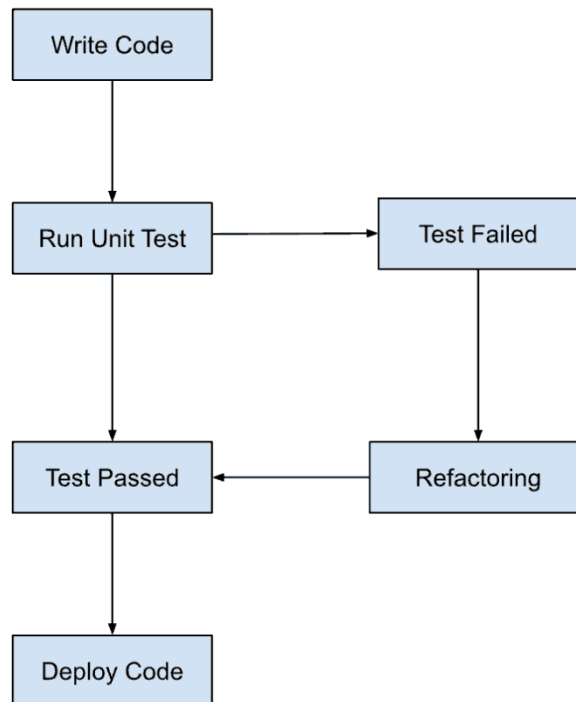 Write Code
Run Unit Test
Test Failed
Test Passed
Refactoring
Deploy Code